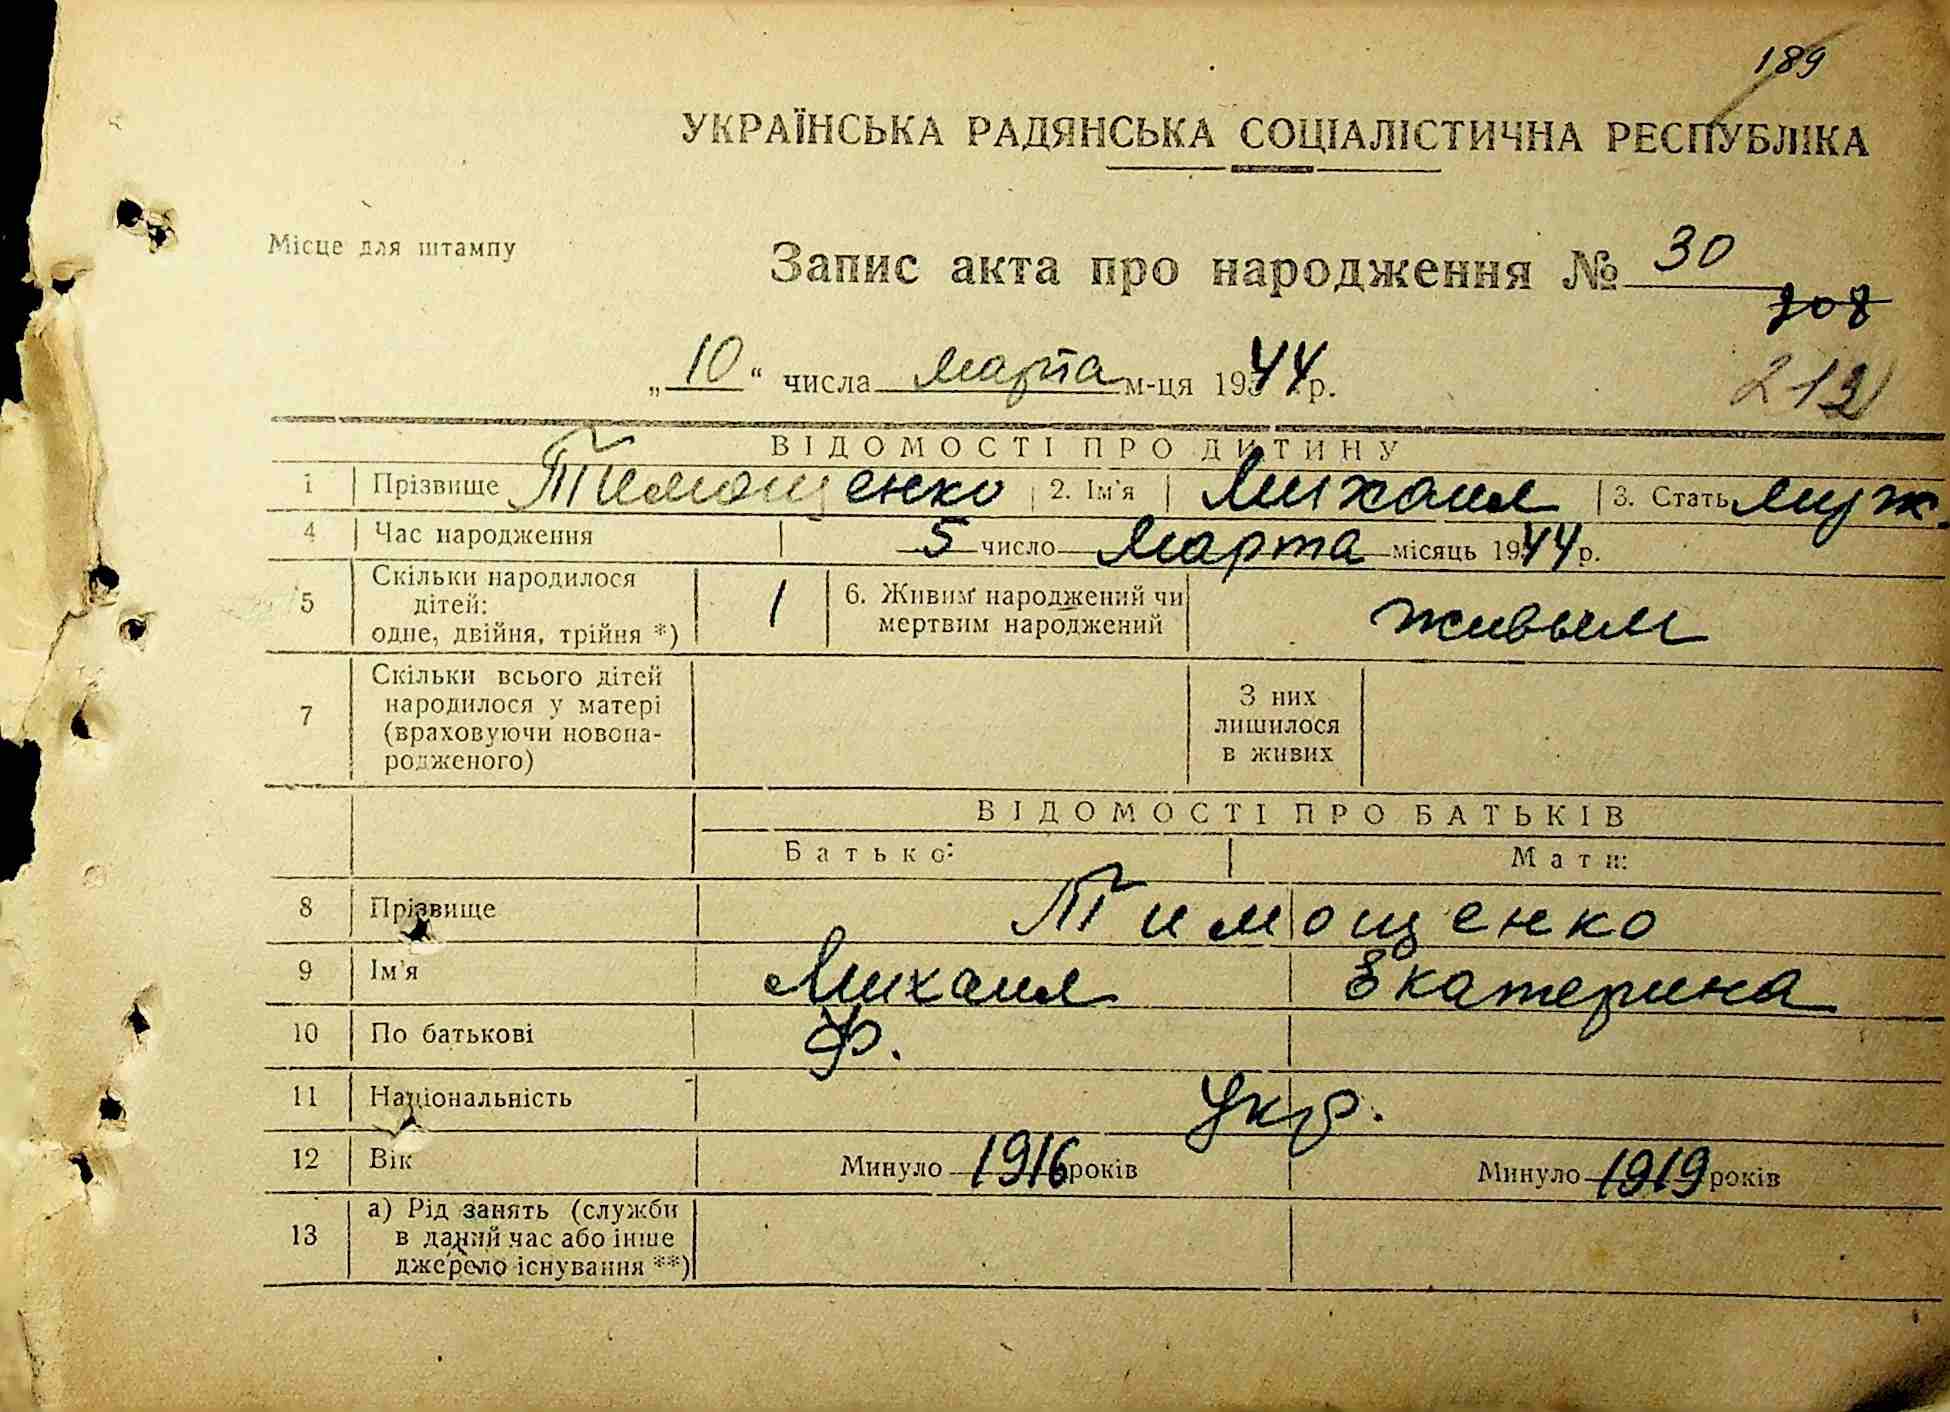 189
УКРАЇНСЬКА РАДЯНСЬКА СОЦІАЛІСТИЧНА РЕСПУБЛІКА
Місце для штампу
Запис акта про народження № 30
208
„10“ числа марта м-ця 1944 р.
212
ВІДОМОСТІ ПРО ДИТИНУ
1 Прізвище Тимощенко 2. Ім'я Михаил 3. Стать муж.
4 Час народження 5 число марта місяць 1944 р.
5 Скільки народилося дітей: одне, двійня, трійня *) 1 6. Живим народжений чи мертвим народжений живым
7 Скільки всього дітей народилося у матері (враховуючи новона-родженого) З них лишилося в живих
ВІДОМОСТІ ПРО БАТЬКІВ
Батько: Мати:
8 Прізвище Тимощенко
9 Ім'я Михаил Екатерина
10 По батькові Ф.
11 Національність Укр.
12 Вік Минуло 1916 років Минуло 1919 років
13 а) Рід занять (служби в даний час або інше джерело існування **)